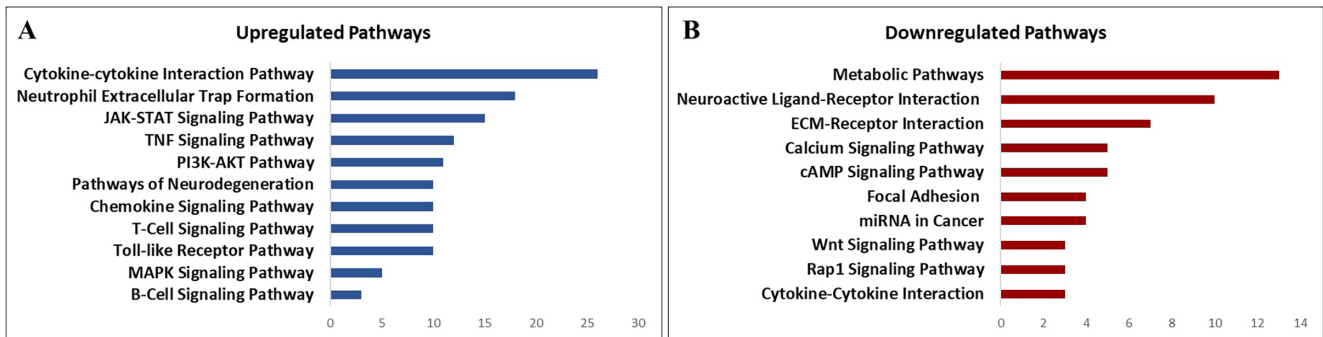 A
Upregulated Pathways
Cytokine-cytokine Interaction Pathway
Neutrophil Extracellular Trap Formation
JAK-STAT Signaling Pathway
TNF Signaling Pathway
PI3K-AKT Pathway
Pathways of Neurodegeneration
Chemokine Signaling Pathway
T-Cell Signaling Pathway
Toll-like Receptor Pathway
MAPK Signaling Pathway
B-Cell Signaling Pathway
0 5 10 15 20 25 30
B
Downregulated Pathways
Metabolic Pathways
Neuroactive Ligand-Receptor Interaction
ECM-Receptor Interaction
Calcium Signaling Pathway
cAMP Signaling Pathway
Focal Adhesion
miRNA in Cancer
Wnt Signaling Pathway
Rap1 Signaling Pathway
Cytokine-Cytokine Interaction
0 2 4 6 8 10 12 14